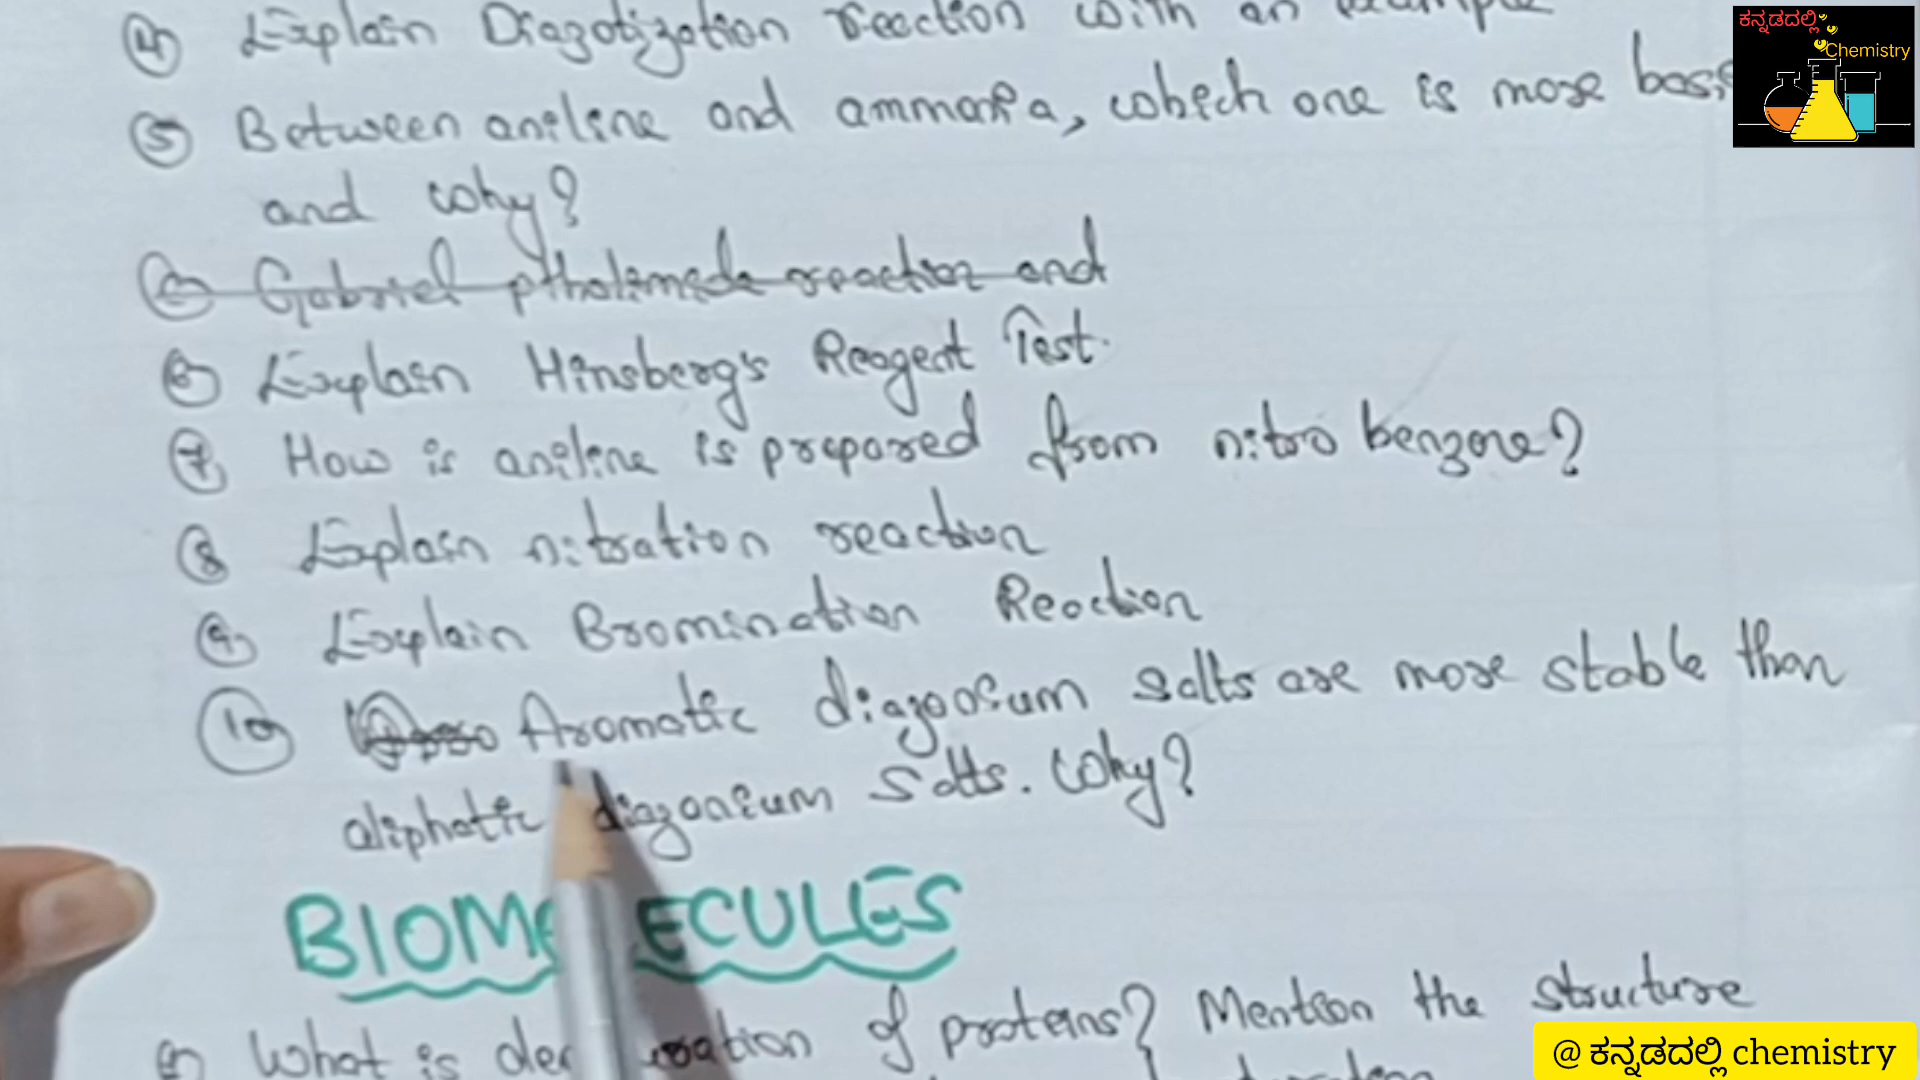 ④ Explain Diazotization reaction with an example
⑤ Between aniline and ammonia, which one is more basic
and why?
Gabriel pthalimide reaction and
⑥ Explain Hinsberg's Reagent Test.
⑦ How is aniline is prepared from nitro benzene?
⑧ Explain nitration reaction
⑨ Explain Bromination Reaction
⑩ Aromatic diazonium salts are more stable than
aliphatic diazonium salts. Why?
BIOMOLECULES
What is of proteins? Mention the structure
ಕನ್ನಡದಲ್ಲಿ
Chemistry
@ ಕನ್ನಡದಲ್ಲಿ chemistry